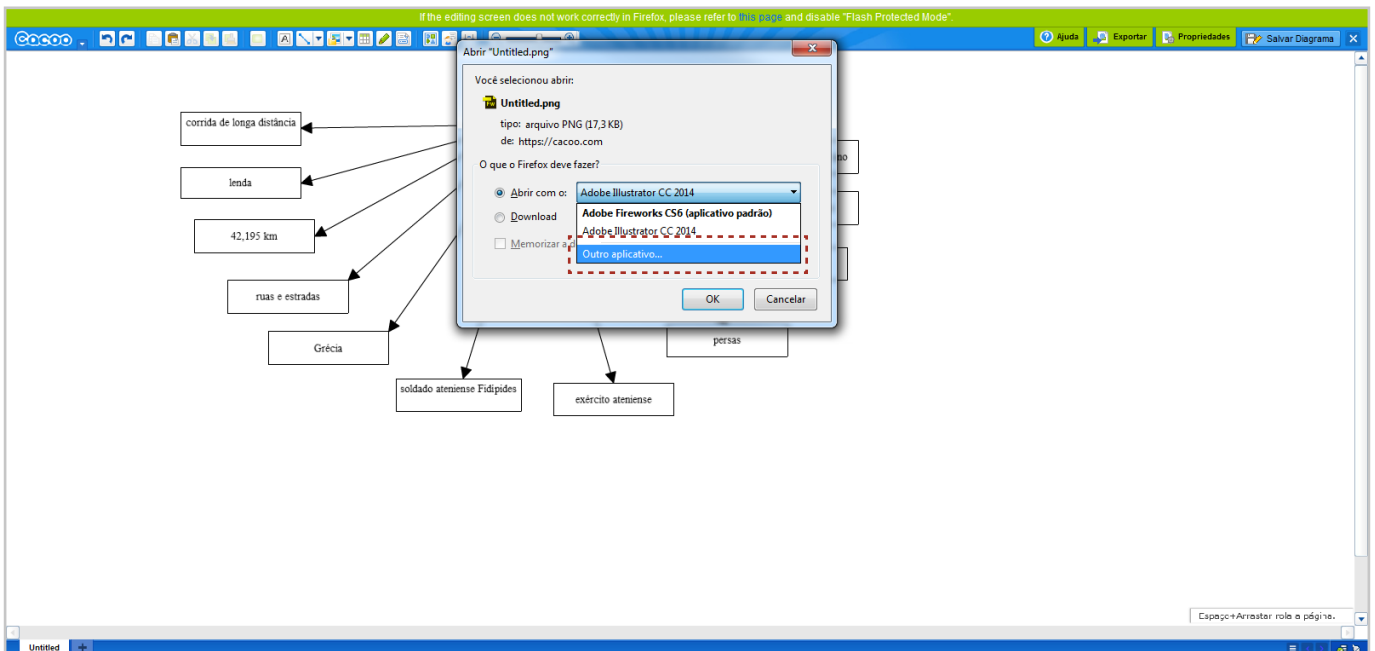 If the editing screen does not work correctly in Firefox, please refer to this page and disable "Flash Protected Mode".
Cacoo
Ajuda
Exportar
Propriedades
Salvar Diagrama
Abrir "Untitled.png"
Você selecionou abrir:
Untitled.png
tipo: arquivo PNG (17,3 KB)
de: https://cacoo.com
O que o Firefox deve fazer?
Abrir com o:
Adobe Illustrator CC 2014
Download
Adobe Fireworks CS6 (aplicativo padrão)
Adobe Illustrator CC 2014
Memorizar a d
Outro aplicativo...
OK
Cancelar
corrida de longa distância
lenda
42,195 km
ruas e estradas
Grécia
soldado ateniense Fidipides
exército ateniense
persas
no
Espaço+Arrastar rola a página.
Untitled